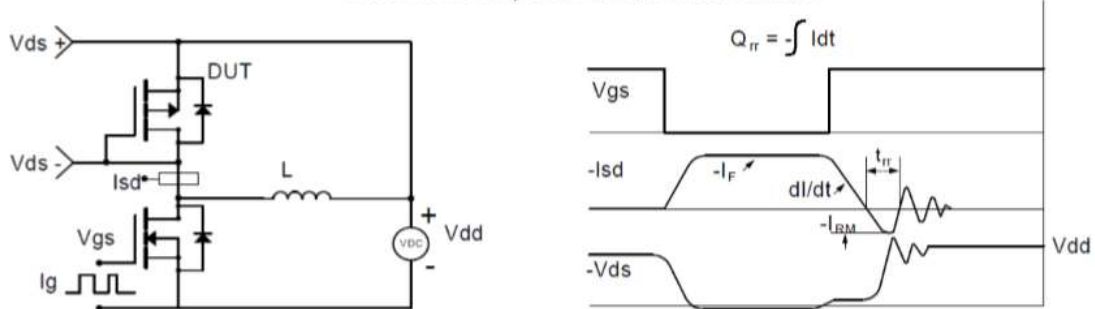 Vds +
DUT
Vds -
Isd
L
Vgs
Ig
+
VDC
-
Vdd
Qrr = -∫ Idt
Vgs
-Isd
-IF
dI/dt
trr
-IRM
-Vds
Vdd